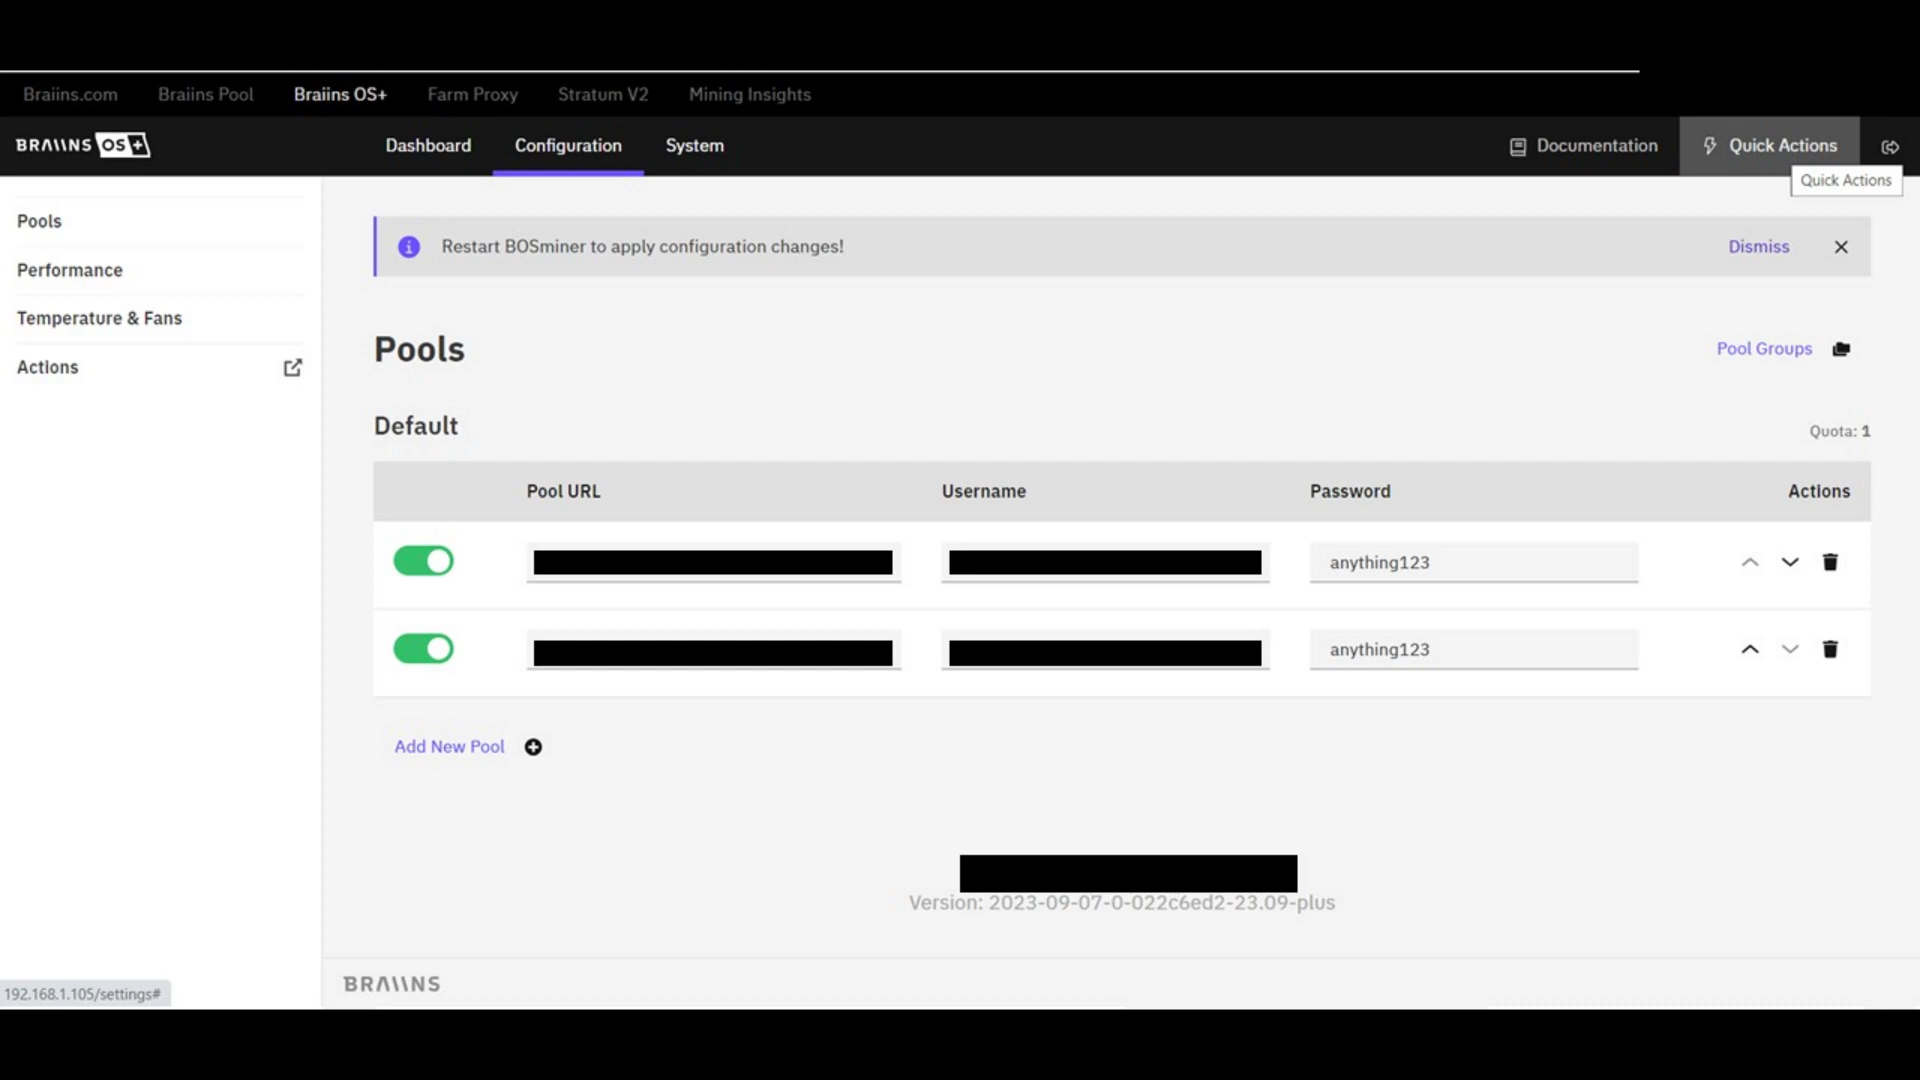 Braiins.com Braiins Pool Braiins OS+ Farm Proxy Stratum V2 Mining Insights
BRAIINS OS+ Dashboard Configuration System Documentation Quick Actions
Quick Actions
Pools
Performance
Temperature & Fans
Actions
Restart BOSminer to apply configuration changes! Dismiss
Pools Pool Groups
Default Quota: 1
Pool URL Username Password Actions
anything123
anything123
Add New Pool
Version: 2023-09-07-0-022c6ed2-23.09-plus
192.168.1.105/settings#
BRAIINS